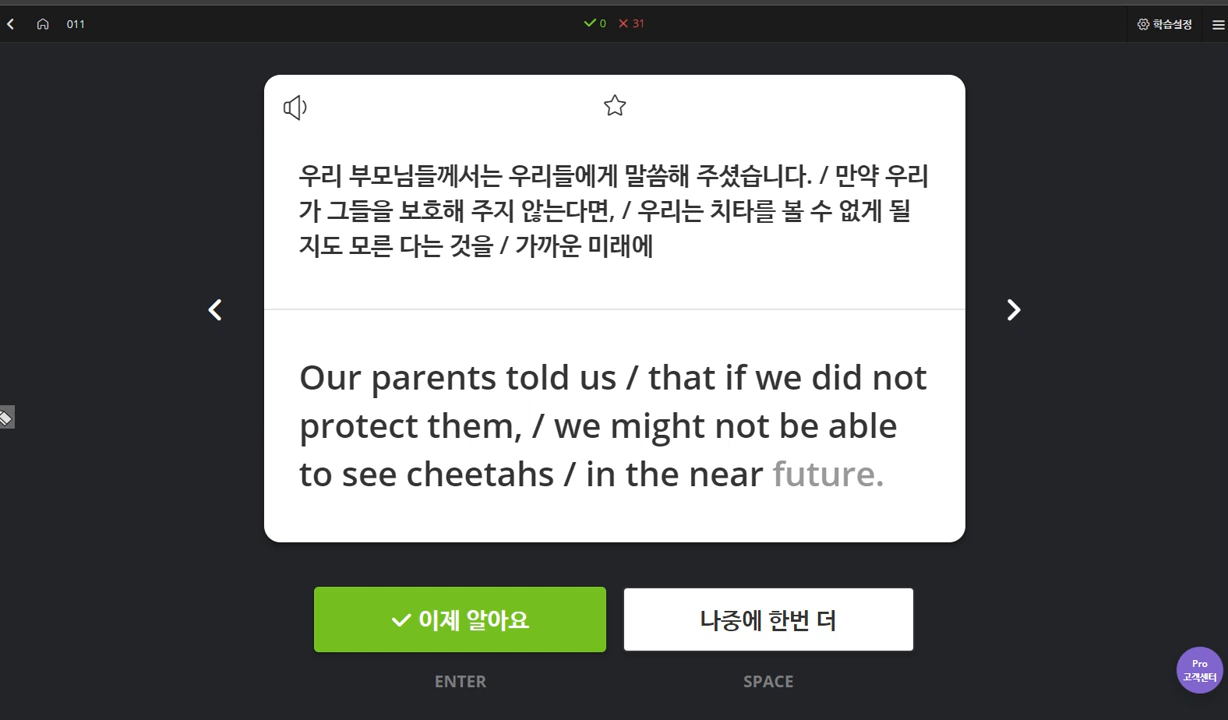 011
0
31
학습설정
우리 부모님들께서는 우리들에게 말씀해 주셨습니다. / 만약 우리
가 그들을 보호해 주지 않는다면, / 우리는 치타를 볼 수 없게 될
지도 모른 다는 것을 / 가까운 미래에
Our parents told us / that if we did not
protect them, / we might not be able
to see cheetahs / in the near future.
이제 알아요
나중에 한번 더
ENTER
SPACE
Pro
고객센터